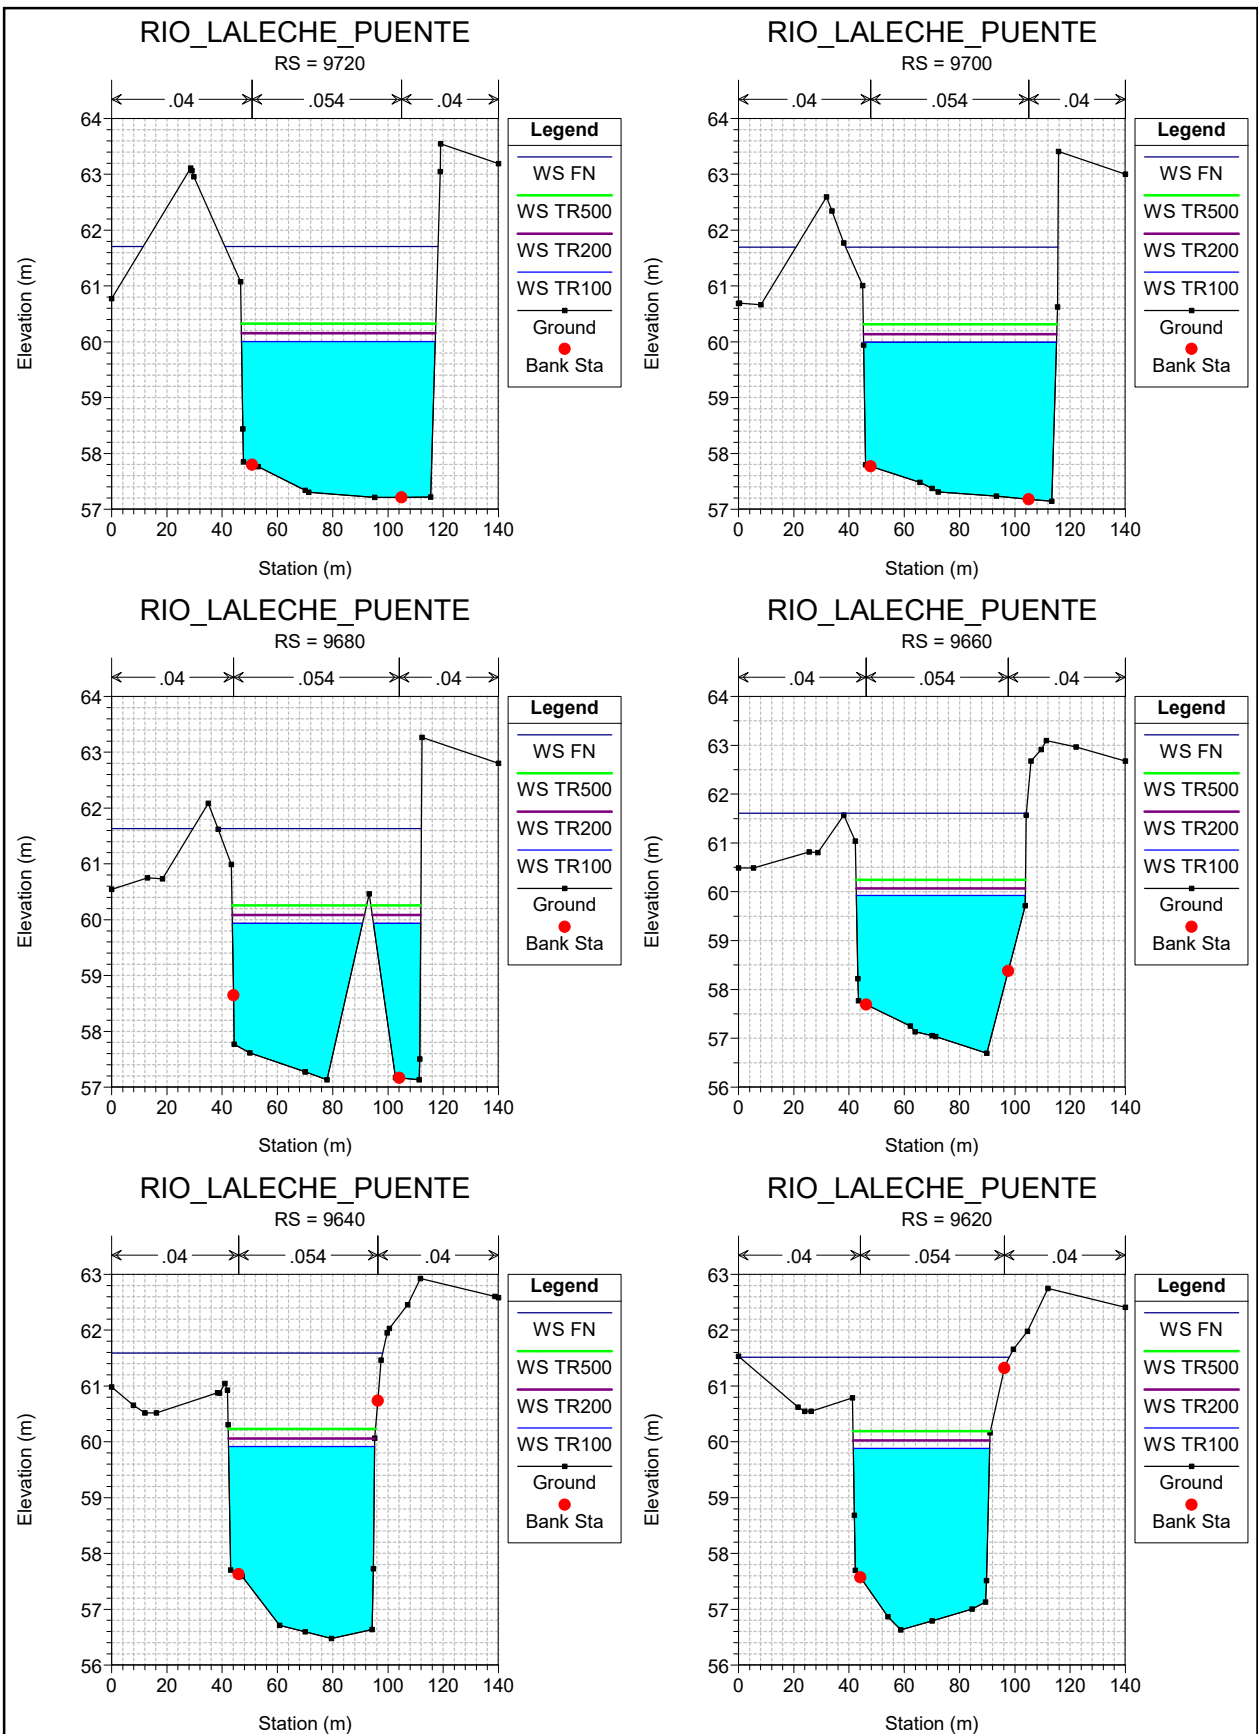 RIO_LALECHE_PUENTE
RS = 9720
.04 .054 .04
64
63
62
61
60
59
58
57
0 20 40 60 80 100 120 140
Station (m)
Elevation (m)
Legend
WS FN
WS TR500
WS TR200
WS TR100
Ground
Bank Sta
RIO_LALECHE_PUENTE
RS = 9700
.04 .054 .04
64
63
62
61
60
59
58
57
0 20 40 60 80 100 120 140
Station (m)
Elevation (m)
Legend
WS FN
WS TR500
WS TR200
WS TR100
Ground
Bank Sta
RIO_LALECHE_PUENTE
RS = 9680
.04 .054 .04
64
63
62
61
60
59
58
57
0 20 40 60 80 100 120 140
Station (m)
Elevation (m)
Legend
WS FN
WS TR500
WS TR200
WS TR100
Ground
Bank Sta
RIO_LALECHE_PUENTE
RS = 9660
.04 .054 .04
64
63
62
61
60
59
58
57
56
0 20 40 60 80 100 120 140
Station (m)
Elevation (m)
Legend
WS FN
WS TR500
WS TR200
WS TR100
Ground
Bank Sta
RIO_LALECHE_PUENTE
RS = 9640
.04 .054 .04
63
62
61
60
59
58
57
56
0 20 40 60 80 100 120 140
Station (m)
Elevation (m)
Legend
WS FN
WS TR500
WS TR200
WS TR100
Ground
Bank Sta
RIO_LALECHE_PUENTE
RS = 9620
.04 .054 .04
63
62
61
60
59
58
57
56
0 20 40 60 80 100 120 140
Station (m)
Elevation (m)
Legend
WS FN
WS TR500
WS TR200
WS TR100
Ground
Bank Sta